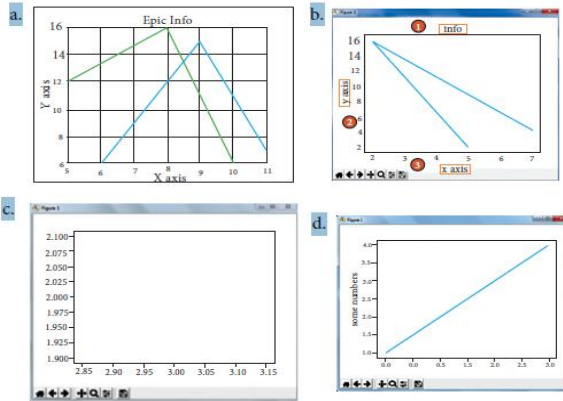 a.
Epic Info
16
14
12
10
8
6
Y axis
5 6 7 8 9 10 11
X axis
b.
Figure 1
1
info
16
14
12
10
8
6
4
2
y axis
2
2 3 4 5 6 7
3
x axis
c.
Figure 1
2.100
2.075
2.050
2.025
2.000
1.975
1.950
1.925
1.900
2.85 2.90 2.95 3.00 3.05 3.10 3.15
d.
Figure 1
4.0
3.5
3.0
2.5
2.0
1.5
1.0
some numbers
0.0 0.0 0.5 1.5 2.0 2.5 3.0